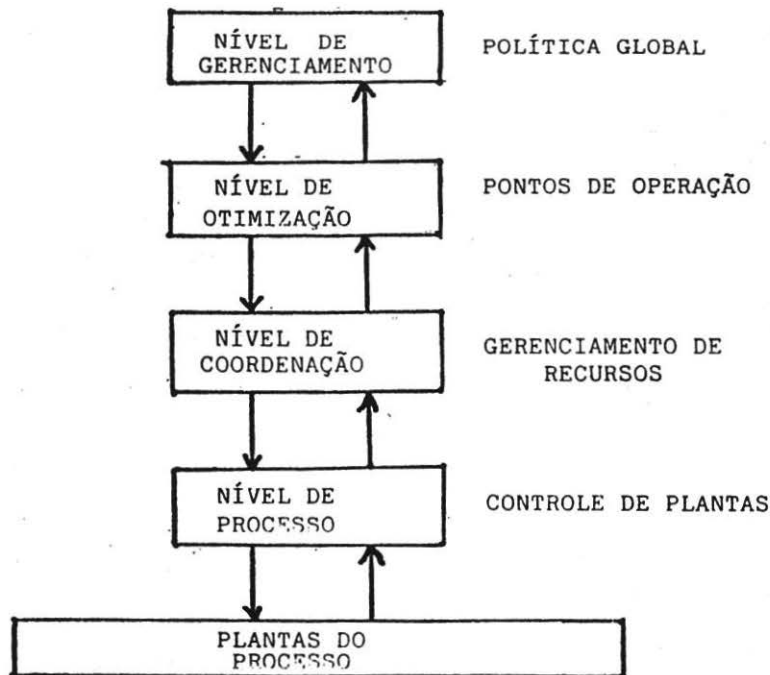 NÍVEL DE
GERENCIAMENTO
POLÍTICA GLOBAL
NÍVEL DE
OTIMIZAÇÃO
PONTOS DE OPERAÇÃO
NÍVEL DE
COORDENAÇÃO
GERENCIAMENTO DE
RECURSOS
NÍVEL DE
PROCESSO
CONTROLE DE PLANTAS
PLANTAS DO
PROCESSO